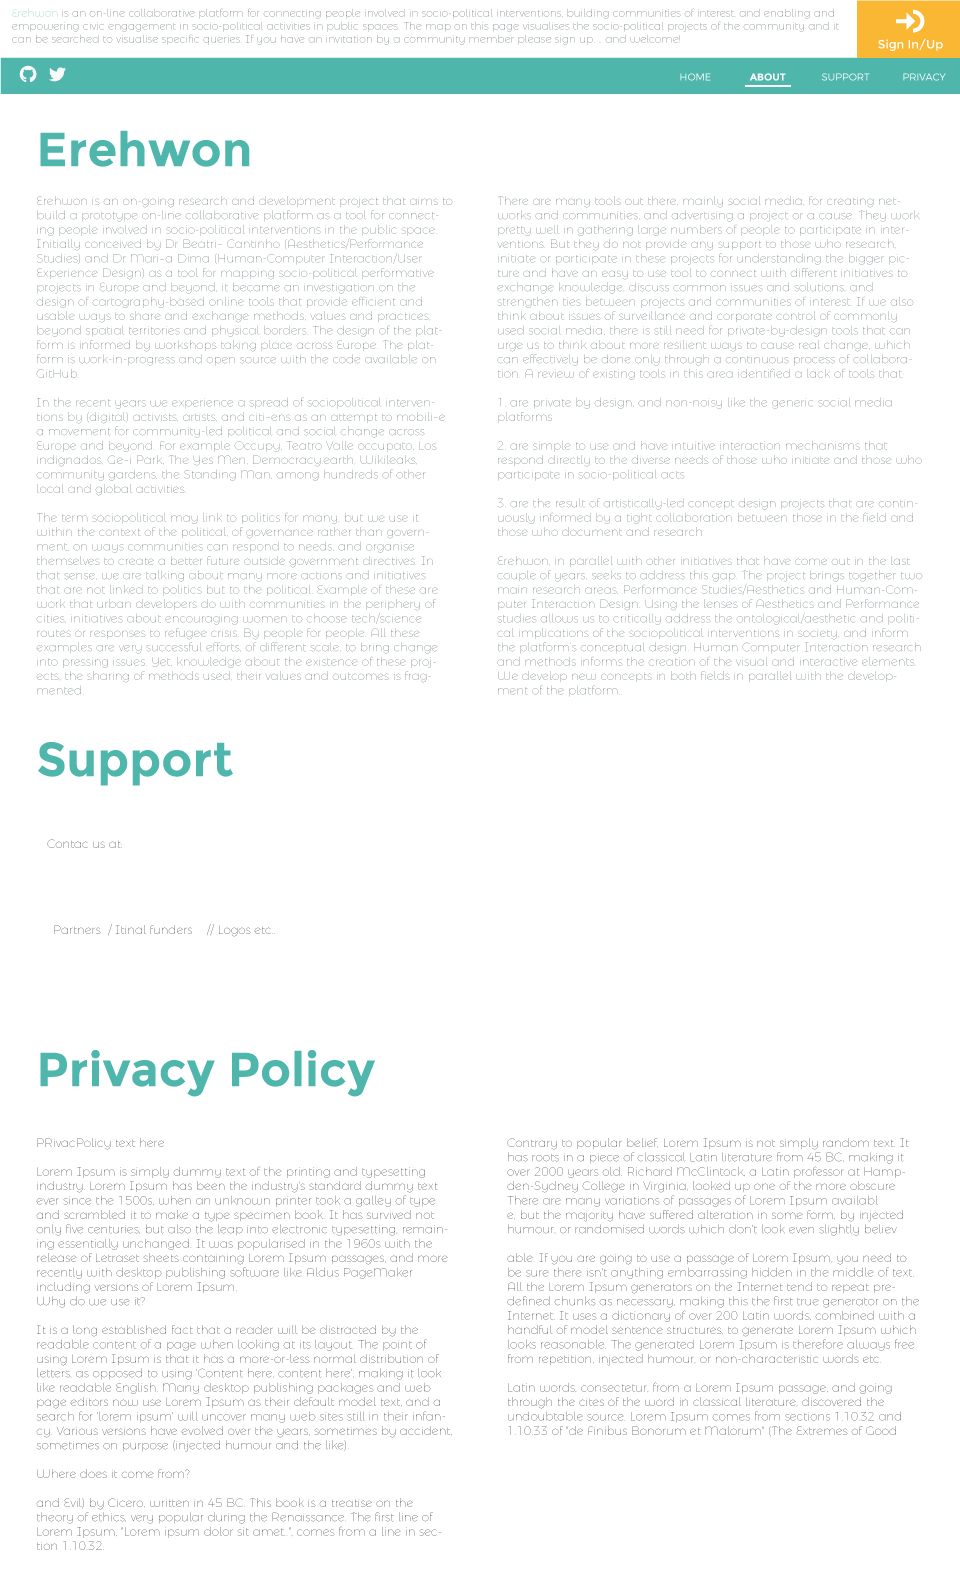 Erehwon is an on-line collaborative platform for connecting people involved in socio-political interventions, building communities of interest, and enabling and
empowering civic engagement in socio-political activities in public spaces. The map on this page visualises the socio-political projects of the community and it
can be searched to visualise specific queries. If you have an invitation by a community member please sign up. .. and welcome!
Sign In/Up
HOME
ABOUT
SUPPORT
PRIVACY
Erehwon
Erehwon is an on-going research and development project that aims to
build a prototype on-line collaborative platform as a tool for connect-
ing people involved in socio-political interventions in the public space.
Initially conceived by Dr Beatri- Cantinho (Aesthetics/Performance
Studies) and Dr Mari-a Dima (Human-Computer Interaction/User
Experience Design) as a tool for mapping socio-political performative
projects in Europe and beyond, it became an investigation on the
design of cartography-based online tools that provide efficient and
usable ways to share and exchange methods, values and practices,
beyond spatial territories and physical borders. The design of the plat-
form is informed by workshops taking place across Europe. The plat-
form is work-in-progress and open source with the code available on
GitHub.
In the recent years we experience a spread of sociopolitical interven-
tions by (digital) activists, artists, and citi-ens as an attempt to mobili-e
a movement for community-led political and social change across
Europe and beyond. For example Occupy, Teatro Valle occupato, Los
indignados, Ge-i Park, The Yes Men, Democracy.earth, Wikileaks,
community gardens, the Standing Man, among hundreds of other
local and global activities.
The term sociopolitical may link to politics for many, but we use it
within the context of the political, of governance rather than govern-
ment, on ways communities can respond to needs, and organise
themselves to create a better future outside government directives. In
that sense, we are talking about many more actions and initiatives
that are not linked to politics but to the political. Example of these are
work that urban developers do with communities in the periphery of
cities, initiatives about encouraging women to choose tech/science
routes or responses to refugee crisis. By people for people. All these
examples are very successful efforts, of different scale, to bring change
into pressing issues. Yet, knowledge about the existence of these proj-
ects, the sharing of methods used, their values and outcomes is frag-
mented.
There are many tools out there, mainly social media, for creating net-
works and communities, and advertising a project or a cause. They work
pretty well in gathering large numbers of people to participate in inter-
ventions. But they do not provide any support to those who research,
initiate or participate in these projects for understanding the bigger pic-
ture and have an easy to use tool to connect with different initiatives to
exchange knowledge, discuss common issues and solutions, and
strengthen ties between projects and communities of interest. If we also
think about issues of surveillance and corporate control of commonly
used social media, there is still need for private-by-design tools that can
urge us to think about more resilient ways to cause real change, which
can effectively be done only through a continuous process of collabora-
tion. A review of existing tools in this area identified a lack of tools that:
1. are private by design, and non-noisy like the generic social media
platforms
2. are simple to use and have intuitive interaction mechanisms that
respond directly to the diverse needs of those who initiate and those who
participate in socio-political acts
3. are the result of artistically-led concept design projects that are contin-
uously informed by a tight collaboration between those in the field and
those who document and research
Erehwon, in parallel with other initiatives that have come out in the last
couple of years, seeks to address this gap. The project brings together two
main research areas, Performance Studies/Aesthetics and Human-Com-
puter Interaction Design. Using the lenses of Aesthetics and Performance
studies allows us to critically address the ontological/aesthetic and politi-
cal implications of the sociopolitical interventions in society, and inform
the platform's conceptual design. Human Computer Interaction research
and methods informs the creation of the visual and interactive elements.
We develop new concepts in both fields in parallel with the develop-
ment of the platform..
Support
Contac us at:
Partners / Itinal funders // Logos etc..
Privacy Policy
PRivacPolicy text here
Lorem Ipsum is simply dummy text of the printing and typesetting
industry. Lorem Ipsum has been the industry's standard dummy text
ever since the 1500s, when an unknown printer took a galley of type
and scrambled it to make a type specimen book. It has survived not
only five centuries, but also the leap into electronic typesetting, remain-
ing essentially unchanged. It was popularised in the 1960s with the
release of Letraset sheets containing Lorem Ipsum passages, and more
recently with desktop publishing software like Aldus PageMaker
including versions of Lorem Ipsum.
Why do we use it?
It is a long established fact that a reader will be distracted by the
readable content of a page when looking at its layout. The point of
using Lorem Ipsum is that it has a more-or-less normal distribution of
letters, as opposed to using 'Content here, content here', making it look
like readable English. Many desktop publishing packages and web
page editors now use Lorem Ipsum as their default model text, and a
search for 'lorem ipsum' will uncover many web sites still in their infan-
cy. Various versions have evolved over the years, sometimes by accident,
sometimes on purpose (injected humour and the like).
Where does it come from?
and Evil) by Cicero, written in 45 BC. This book is a treatise on the
theory of ethics, very popular during the Renaissance. The first line of
Lorem Ipsum, "Lorem ipsum dolor sit amet..", comes from a line in sec-
tion 1.10.32.
Contrary to popular belief, Lorem Ipsum is not simply random text. It
has roots in a piece of classical Latin literature from 45 BC, making it
over 2000 years old. Richard McClintock, a Latin professor at Hamp-
den-Sydney College in Virginia, looked up one of the more obscure
There are many variations of passages of Lorem Ipsum availabl
e, but the majority have suffered alteration in some form, by injected
humour, or randomised words which don't look even slightly believ
able. If you are going to use a passage of Lorem Ipsum, you need to
be sure there isn't anything embarrassing hidden in the middle of text.
All the Lorem Ipsum generators on the Internet tend to repeat pre-
defined chunks as necessary, making this the first true generator on the
Internet. It uses a dictionary of over 200 Latin words, combined with a
handful of model sentence structures, to generate Lorem Ipsum which
looks reasonable. The generated Lorem Ipsum is therefore always free
from repetition, injected humour, or non-characteristic words etc.
Latin words, consectetur, from a Lorem Ipsum passage, and going
through the cites of the word in classical literature, discovered the
undoubtable source. Lorem Ipsum comes from sections 1.10.32 and
1.10.33 of "de Finibus Bonorum et Malorum" (The Extremes of Good